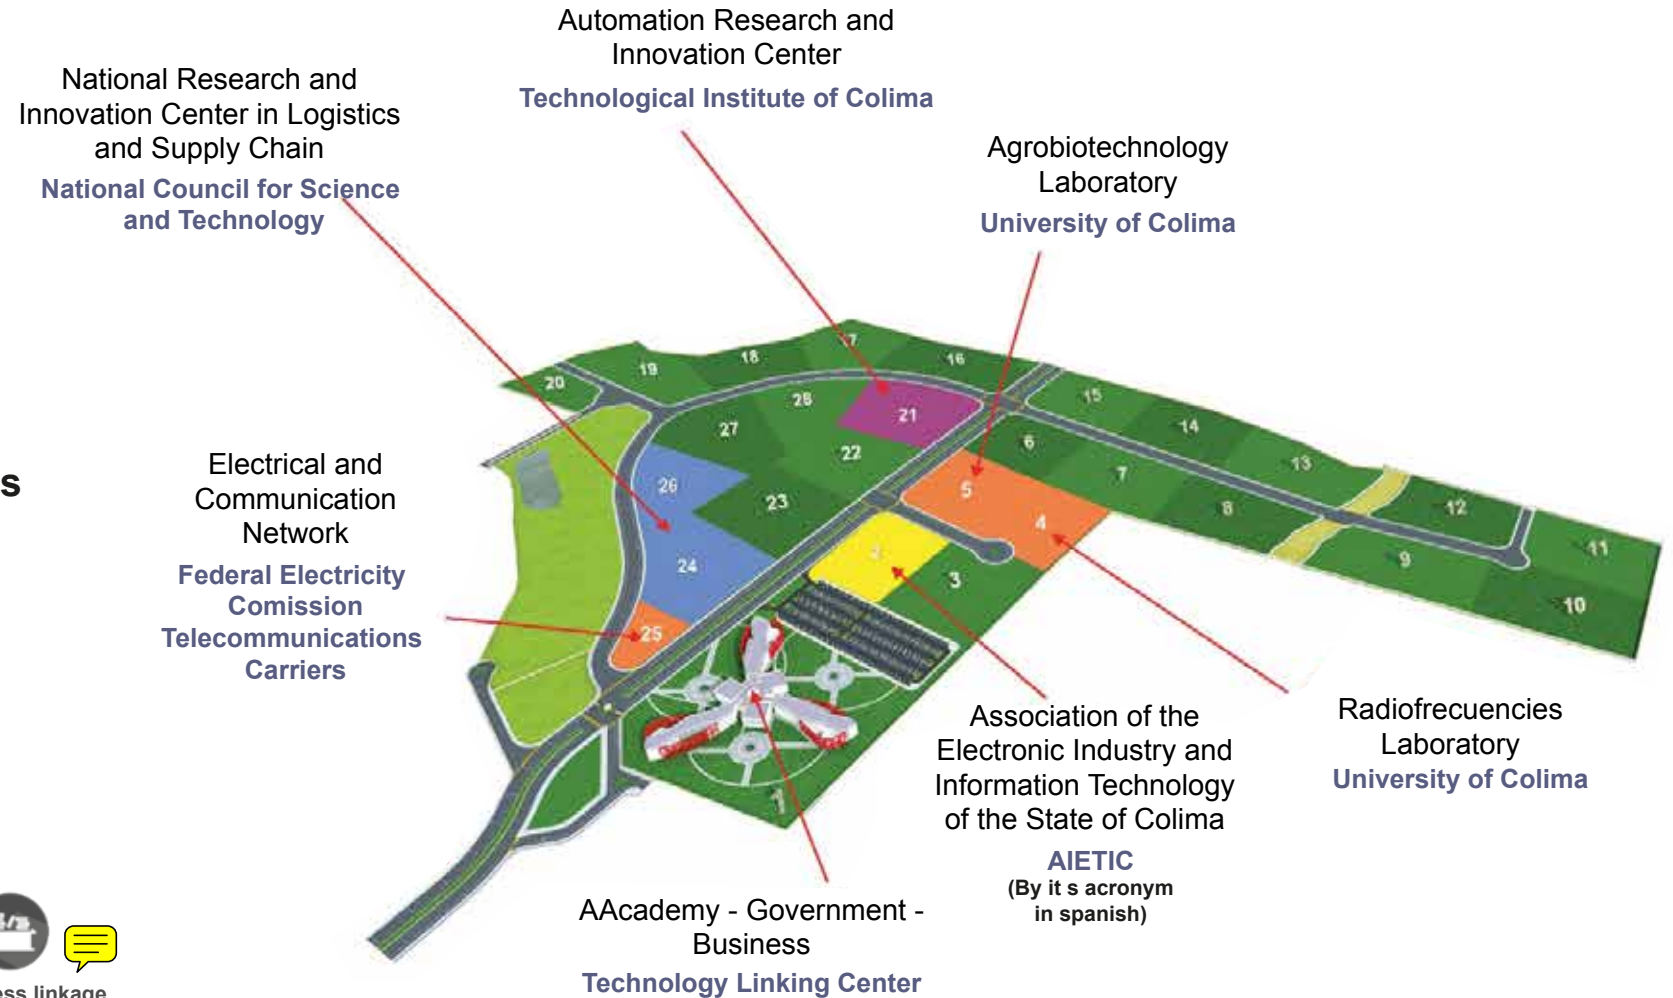 Automation Research and
Innovation Center
Technological Institute of Colima
National Research and
Innovation Center in Logistics
and Supply Chain
National Council for Science
and Technology
Agrobiotechnology
Laboratory
University of Colima
17
16
18
19
20
15
28
21
14
27
6
22
13
7
26
5
23
8
12
4
11
24
2
9
3
10
25
1
s
Electrical and
Communication
Network
Federal Electricity
Comission
Telecommunications
Carriers
Association of the
Electronic Industry and
Information Technology
of the State of Colima
AIETIC
(By it s acronym
in spanish)
Radiofrecuencies
Laboratory
University of Colima
AAcademy - Government -
Business
Technology Linking Center
ess linkage